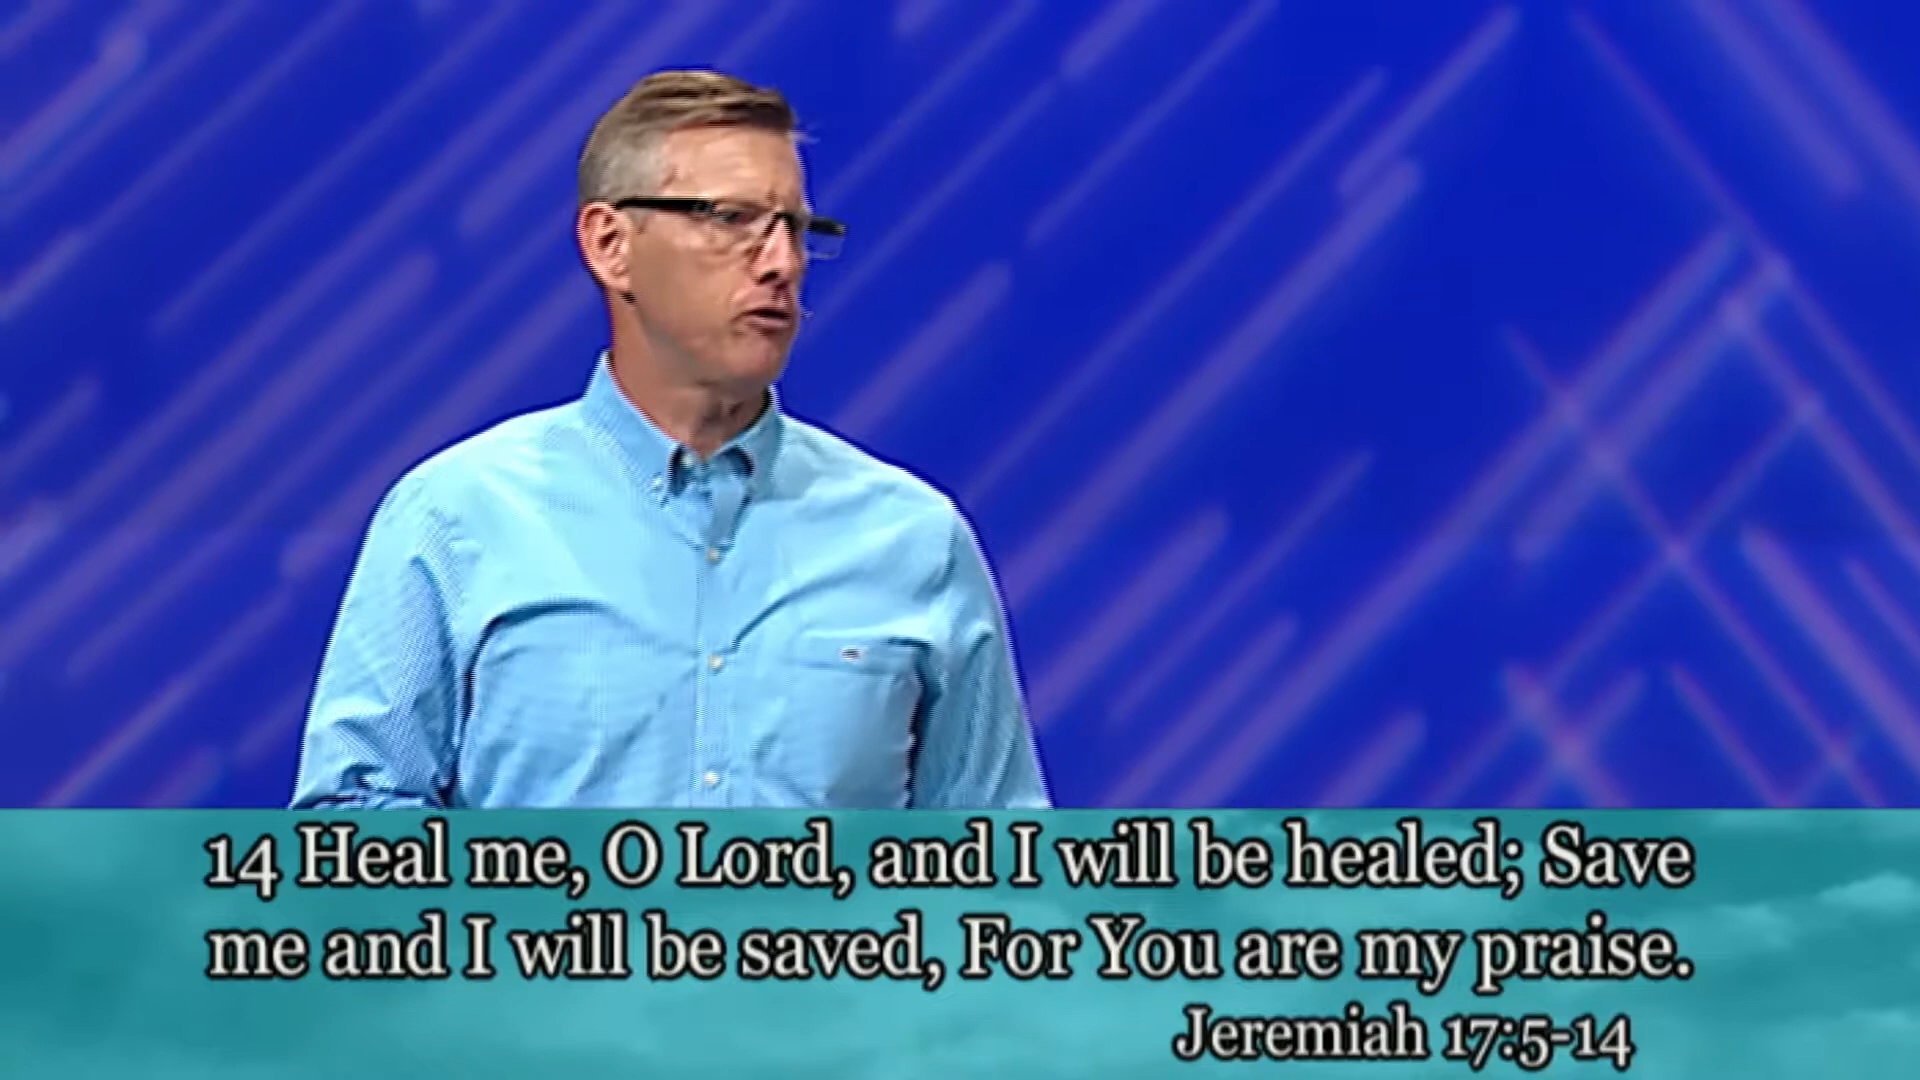 14 Heal me, O Lord, and I will be healed; Save
me and I will be saved, For You are my praise.
Jeremiah 17:5-14